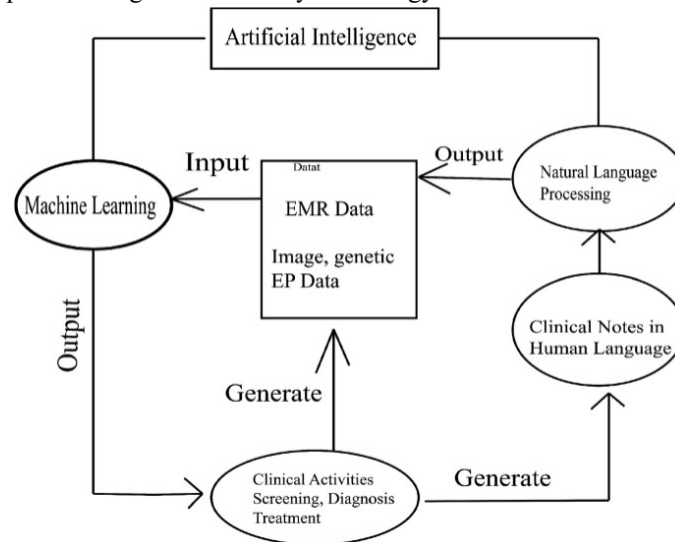 Artificial Intelligence
Input
Output
Datat
EMR Data
Image, genetic
EP Data
Machine Learning
Natural Language
Processing
Clinical Notes in
Human Language
Output
Generate
Clinical Activities
Screening, Diagnosis
Treatment
Generate